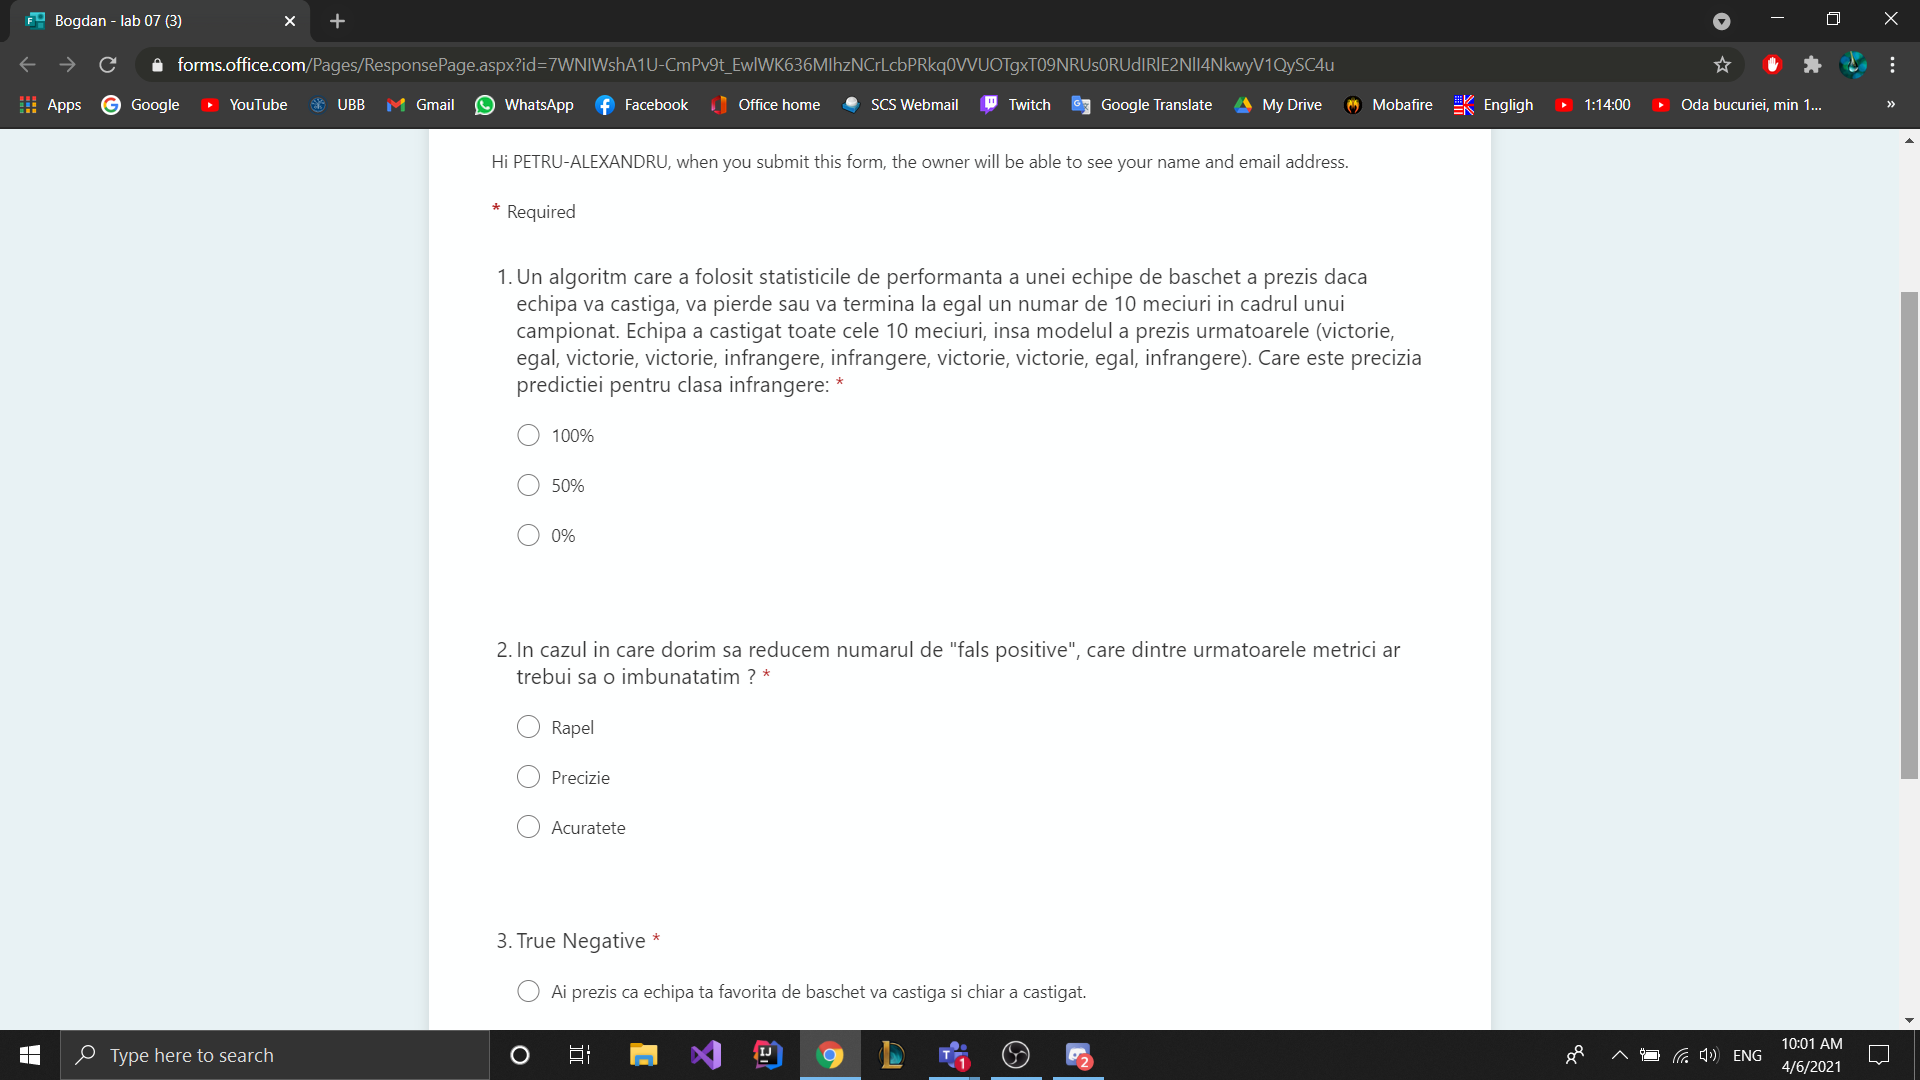 Bogdan - lab 07 (3)
forms.office.com/Pages/ResponsePage.aspx?id=7WNIWshA1U-CmPv9t_EwlWK636MIhzNCrLcbPRkq0VVUOTgxT09NRUs0RUdIRlE2NlI4NkwyV1QySC4u
Apps Google YouTube UBB Gmail WhatsApp Facebook Office home SCS Webmail Twitch Google Translate My Drive Mobafire Engligh 1:14:00 Oda bucuriei, min 1... »
Hi PETRU-ALEXANDRU, when you submit this form, the owner will be able to see your name and email address.
* Required
1. Un algoritm care a folosit statisticile de performanta a unei echipe de baschet a prezis daca
echipa va castiga, va pierde sau va termina la egal un numar de 10 meciuri in cadrul unui
campionat. Echipa a castigat toate cele 10 meciuri, insa modelul a prezis urmatoarele (victorie,
egal, victorie, victorie, infrangere, infrangere, victorie, victorie, egal, infrangere). Care este precizia
predictiei pentru clasa infrangere: *
100%
50%
0%
2. In cazul in care dorim sa reducem numarul de "fals positive", care dintre urmatoarele metrici ar
trebui sa o imbunatatim ? *
Rapel
Precizie
Acuratete
3. True Negative *
Ai prezis ca echipa ta favorita de baschet va castiga si chiar a castigat.
Type here to search
1
2
ENG
10:01 AM
4/6/2021